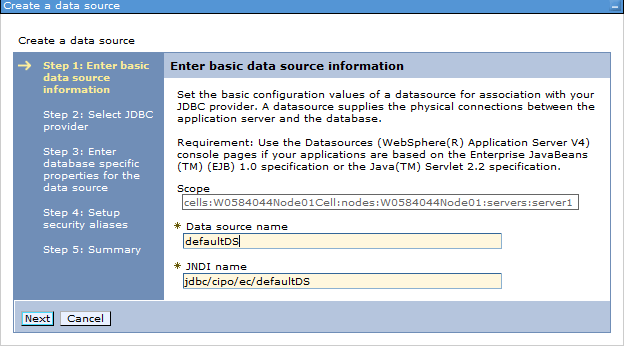 Create a data source
Create a data source
Step 1: Enter basic
data source
information
Step 2: Select JDBC
provider
Step 3: Enter
database specific
properties for the
data source
Step 4: Setup
security aliases
Step 5: Summary
Enter basic data source information
Set the basic configuration values of a datasource for association with your
JDBC provider. A datasource supplies the physical connections between the
application server and the database.
Requirement: Use the Datasources (WebSphere(R) Application Server V4)
console pages if your applications are based on the Enterprise JavaBeans
(TM) (EJB) 1.0 specification or the Java(TM) Servlet 2.2 specification.
Scope
cells:W0584044Node01Cell:nodes:W0584044Node01:servers:server1
* Data source name
defaultDS
* JNDI name
jdbc/cipo/ec/defaultDS
Next Cancel